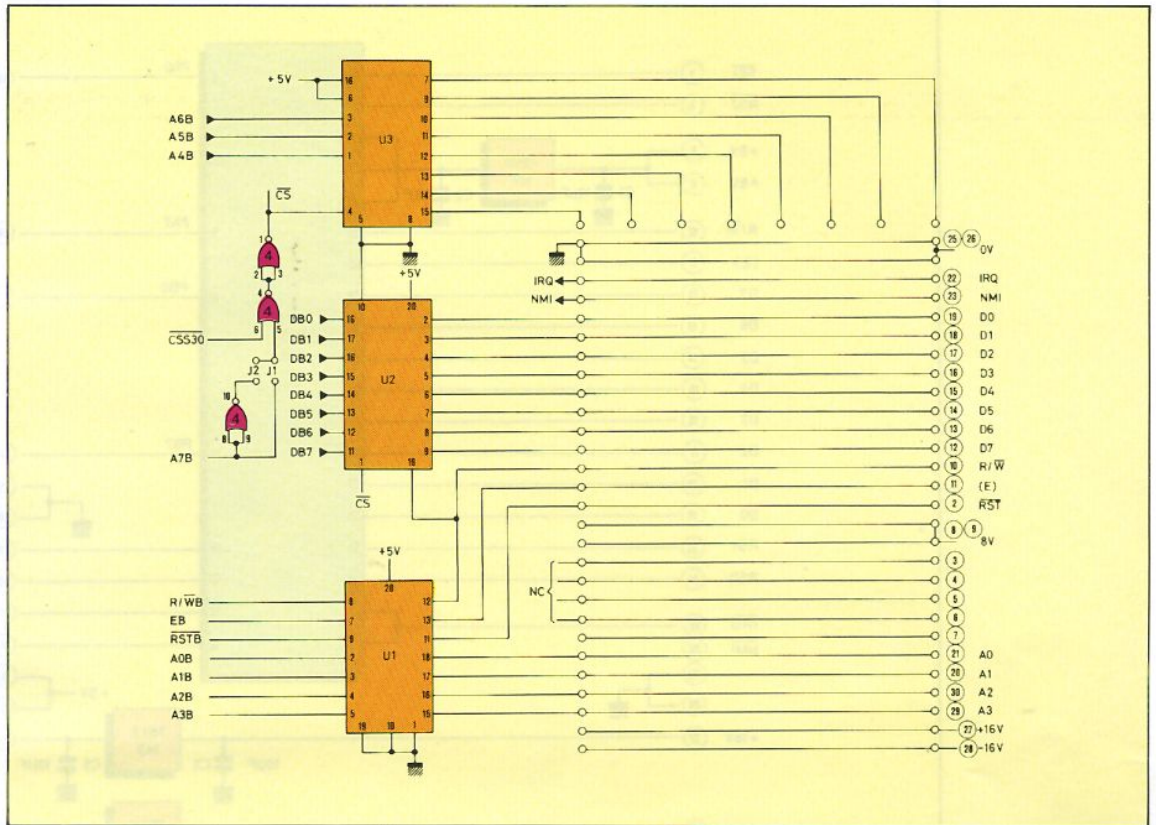 +5V 16 7
6 9
A6B 3 10
A5B 2 U3 11
A4B 1 12
13
14
CS 4 15
5 8
1
4
2 3
+5V
4
4
6 5
CSS30
J2 J1
10
4
8 9
A7B
25 26 0V
IRQ 22 IRQ
NMI 23 NMI
10 20
DB0 18 2 19 D0
DB1 17 3 18 D1
DB2 16 4 17 D2
DB3 15 5 16 D3
DB4 14 U2 6 15 D4
DB5 13 7 14 D5
DB6 12 8 13 D6
DB7 11 9 12 D7
1 19 10 R/W
11 (E)
CS
2 RST
8 9 8V
+5V
20
NC 3
4
5
6
7
R/WB 8 12
EB 7 13
RSTB 9 11
A0B 2 U1 18 21 A0
A1B 3 17 20 A1
A2B 4 16 30 A2
A3B 5 15 29 A3
19 10 1
27 +16V
28 -16V